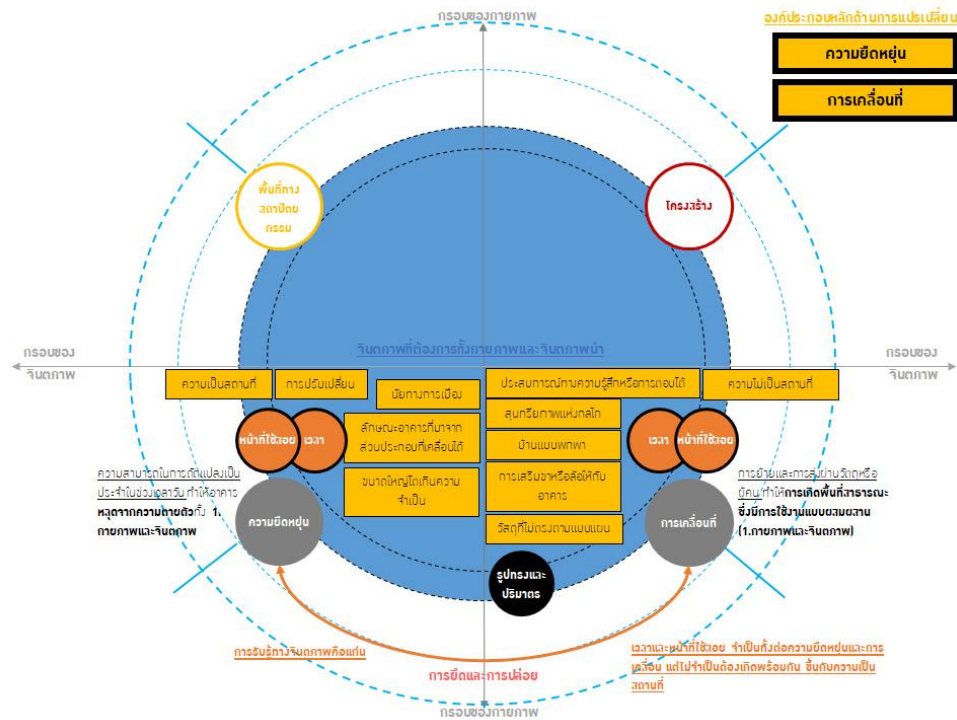 กรอบของกายภาพ
องค์ประกอบหลักด้านการแปรเปลี่ยน
ความยืดหยุ่น
การเคลื่อนที่
พื้นที่ทาง
สถาปัตย
กรรม
โครงสร้าง
จินตภาพที่ต้องการทั้งกายภาพและจินตภาพนำ
กรอบของ
จินตภาพ
กรอบของ
จินตภาพ
ความเป็นสถานที่
การปรับเปลี่ยน
นัยทางการเมือง
ประสบการณ์ทางความรู้สึกหรือการตอบโต้
ความไม่เป็นสถานที่
สุนทรียภาพแห่งกลไก
ลักษณะอาคารที่มาจาก
ส่วนประกอบที่เคลื่อนได้
บ้านแบบพกพา
หน้าที่ใช้สอย
เวลา
เวลา
หน้าที่ใช้สอย
ขนาดใหญ่โตเกินความ
จำเป็น
การเสริมขาหรือล้อให้กับ
อาคาร
วัสดุที่ไม่ตรงตามแบบแผน
ความสามารถในการดัดแปลงเป็น
ประจำในช่วงเวลาวัน ทำให้อาคาร
หลุดจากความตายตัวทั้ง 1.
กายภาพและจินตภาพ
ความยืดหยุ่น
การเคลื่อนที่
การย้ายและการส่งผ่านวัตถุหรือ
ผู้คน ทำให้การเกิดพื้นที่สาธารณะ
ซึ่งมีการใช้งานแบบผสมผสาน
(1.กายภาพและจินตภาพ)
รูปทรงและ
ปริมาตร
การรับรู้ทางจินตภาพคือแก่น
การยึดและการปล่อย
เวลาและหน้าที่ใช้สอย จำเป็นทั้งต่อความยืดหยุ่นและการ
เคลื่อน แต่ไม่จำเป็นต้องเกิดพร้อมกัน ขึ้นกับความเป็น
สถานที่
กรอบของกายภาพ